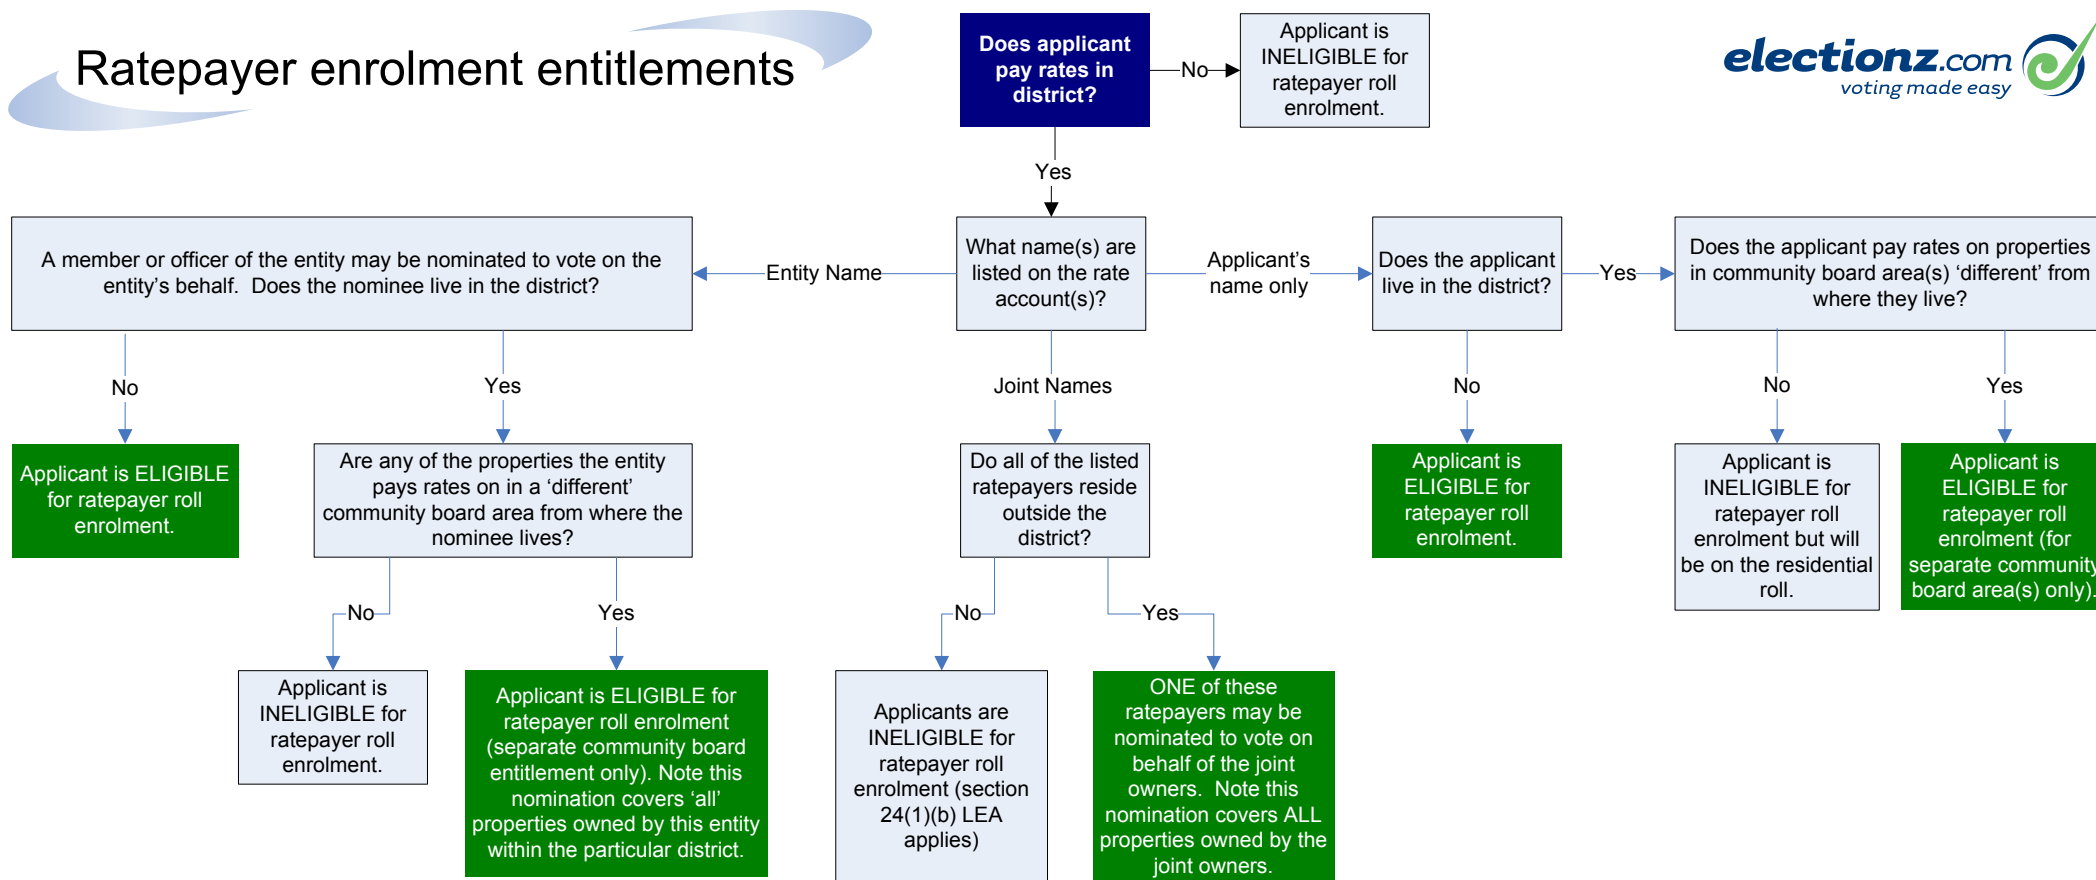 Ratepayer enrolment entitlements
Does applicant
pay rates in
district?
No
Applicant is
INELIGIBLE for
ratepayer roll
enrolment.
electionz.com
voting made easy
Yes
A member or officer of the entity may be nominated to vote on the
entity's behalf.  Does the nominee live in the district?
Entity Name
What name(s) are
listed on the rate
account(s)?
Applicant's
name only
Does the applicant
live in the district?
Yes
Does the applicant pay rates on properties
in community board area(s) 'different' from
where they live?
No
Yes
Joint Names
No
No
Yes
Applicant is ELIGIBLE
for ratepayer roll
enrolment.
Are any of the properties the entity
pays rates on in a 'different'
community board area from where the
nominee lives?
Do all of the listed
ratepayers reside
outside the
district?
Applicant is
ELIGIBLE for
ratepayer roll
enrolment.
Applicant is
INELIGIBLE for
ratepayer roll
enrolment but will
be on the residential
roll.
Applicant is
ELIGIBLE for
ratepayer roll
enrolment (for
separate community
board area(s) only).
No
Yes
No
Yes
Applicant is
INELIGIBLE for
ratepayer roll
enrolment.
Applicant is ELIGIBLE for
ratepayer roll enrolment
(separate community board
entitlement only). Note this
nomination covers 'all'
properties owned by this entity
within the particular district.
Applicants are
INELIGIBLE for
ratepayer roll
enrolment (section
24(1)(b) LEA
applies)
ONE of these
ratepayers may be
nominated to vote on
behalf of the joint
owners.  Note this
nomination covers ALL
properties owned by the
joint owners.